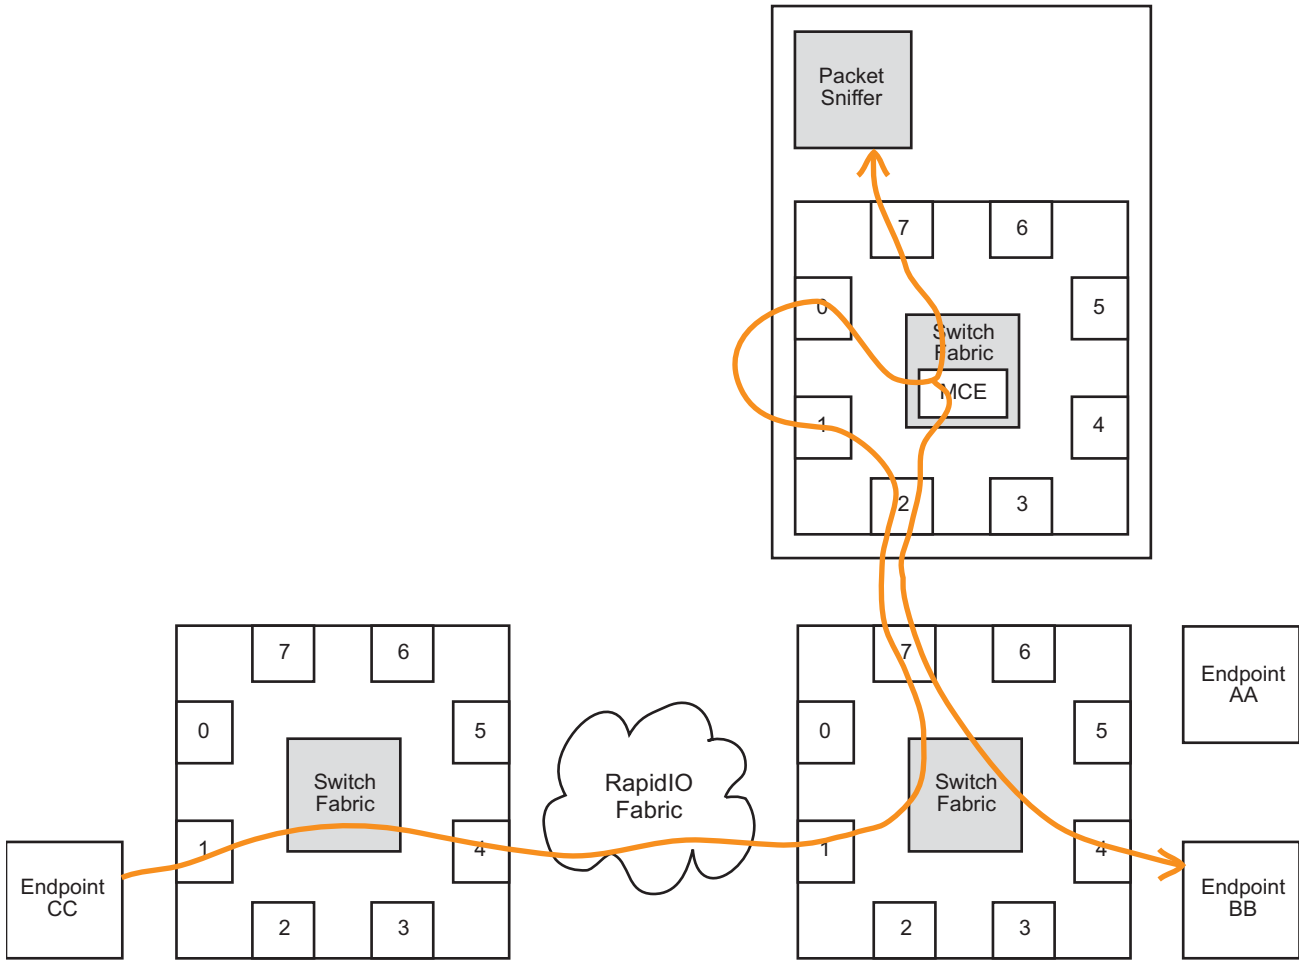 Packet
Sniffer
7
6
0
5
Switch
Fabric
MCE
1
4
2
3
7
6
0
5
Switch
Fabric
1
4
2
3
Endpoint
CC
RapidIO
Fabric
7
6
0
5
Switch
Fabric
1
4
2
3
Endpoint
AA
Endpoint
BB